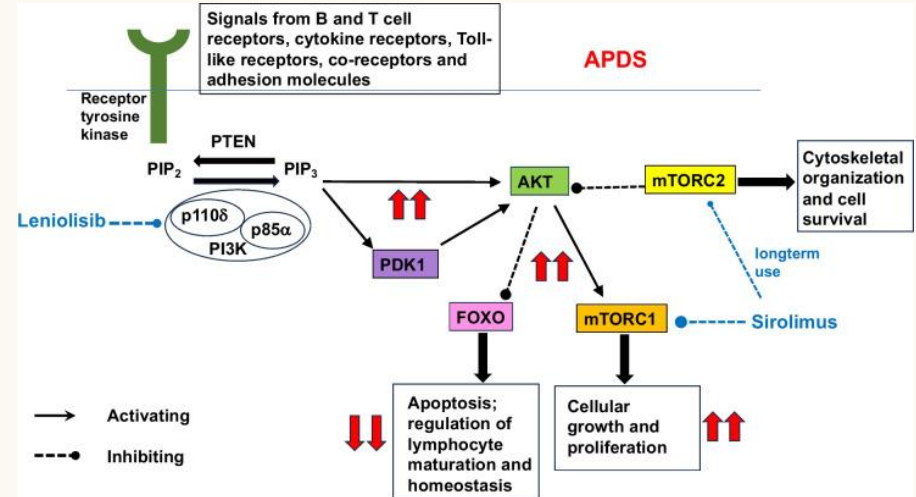 Signals from B and T cell
receptors, cytokine receptors, Toll-
like receptors, co-receptors and
adhesion molecules
APDS
Receptor
tyrosine
kinase
PTEN
PIP2
PIP3
AKT
mTORC2
Cytoskeletal
organization
and cell
survival
Leniolisib
p110δ
p85α
PI3K
PDK1
longterm
use
FOXO
mTORC1
Sirolimus
Apoptosis;
regulation of
lymphocyte
maturation and
homeostasis
Cellular
growth and
proliferation
Activating
Inhibiting